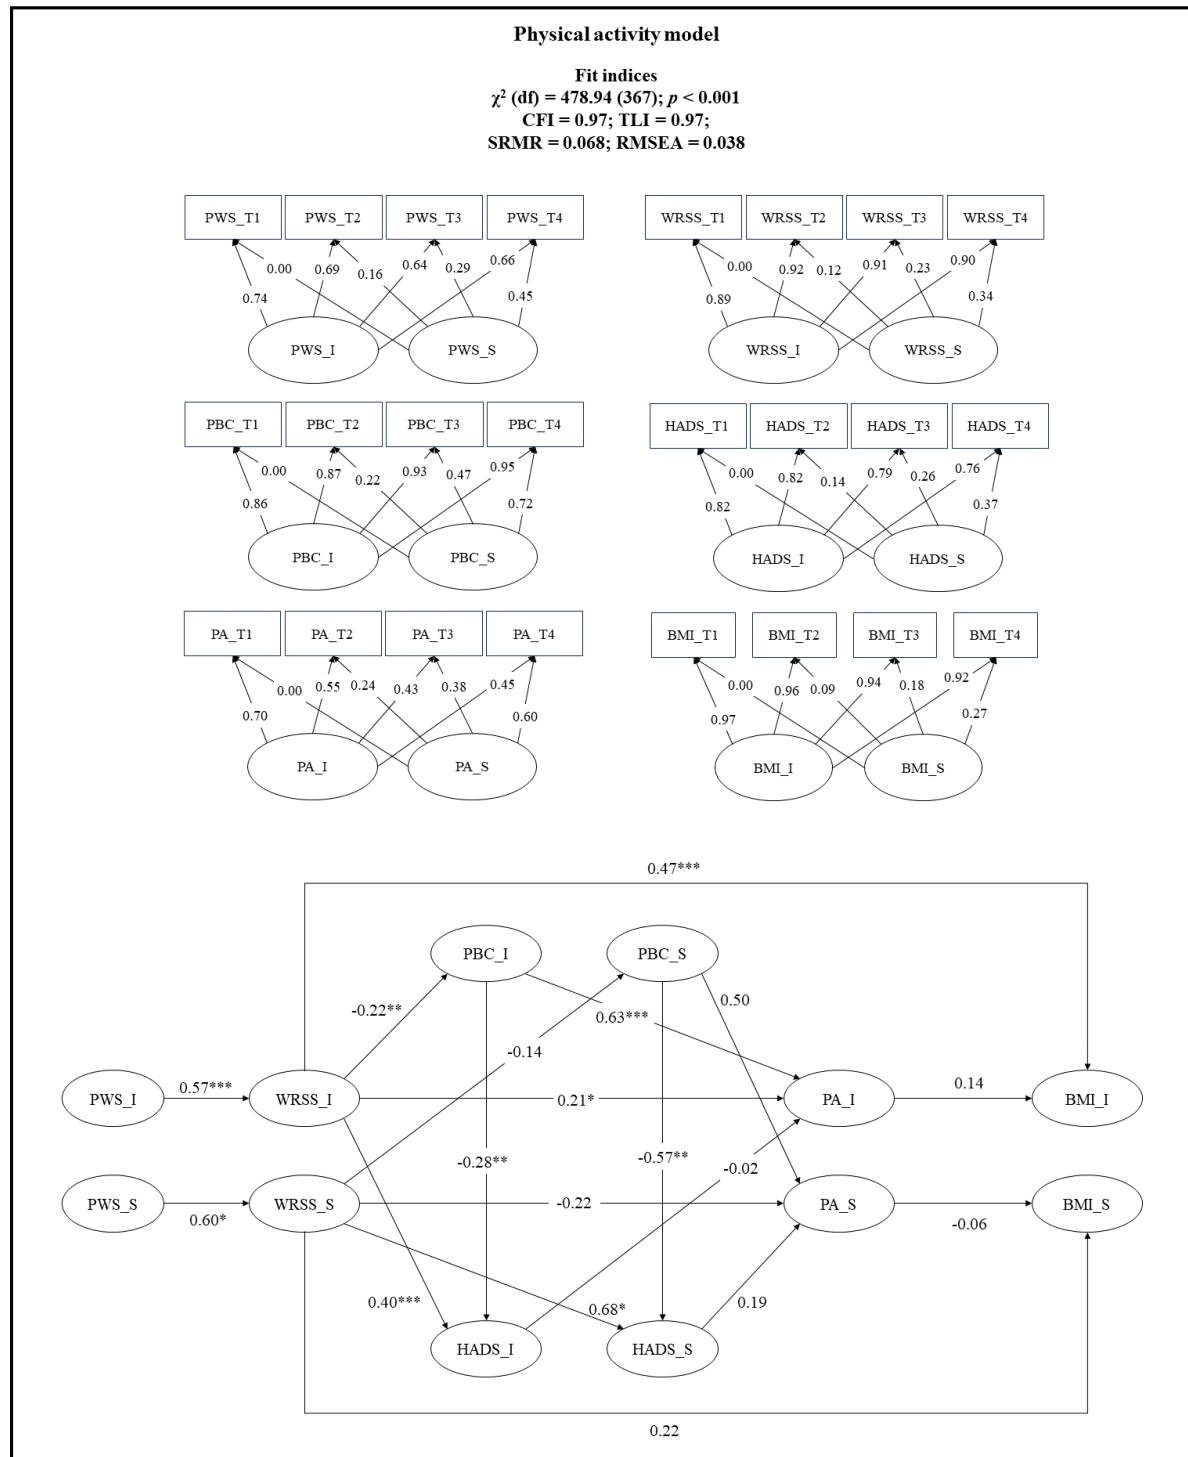 Physical activity model
Fit indices
χ² (df) = 478.94 (367); p < 0.001
CFI = 0.97; TLI = 0.97;
SRMR = 0.068; RMSEA = 0.038
PWS_T1 PWS_T2 PWS_T3 PWS_T4
0.74 0.00 0.69 0.16 0.64 0.29 0.66 0.45
PWS_I PWS_S
WRSS_T1 WRSS_T2 WRSS_T3 WRSS_T4
0.89 0.00 0.92 0.12 0.91 0.23 0.90 0.34
WRSS_I WRSS_S
PBC_T1 PBC_T2 PBC_T3 PBC_T4
0.86 0.00 0.87 0.22 0.93 0.47 0.95 0.72
PBC_I PBC_S
HADS_T1 HADS_T2 HADS_T3 HADS_T4
0.82 0.00 0.82 0.14 0.79 0.26 0.76 0.37
HADS_I HADS_S
PA_T1 PA_T2 PA_T3 PA_T4
0.70 0.00 0.55 0.24 0.43 0.38 0.45 0.60
PA_I PA_S
BMI_T1 BMI_T2 BMI_T3 BMI_T4
0.97 0.00 0.96 0.09 0.94 0.18 0.92 0.27
BMI_I BMI_S
0.47***
PBC_I PBC_S
-0.22** 0.63*** 0.50
-0.14
PWS_I 0.57*** WRSS_I 0.21* PA_I 0.14 BMI_I
-0.28** -0.57** -0.02
PWS_S 0.60* WRSS_S -0.22 PA_S -0.06 BMI_S
0.40*** 0.68* 0.19
HADS_I HADS_S
0.22